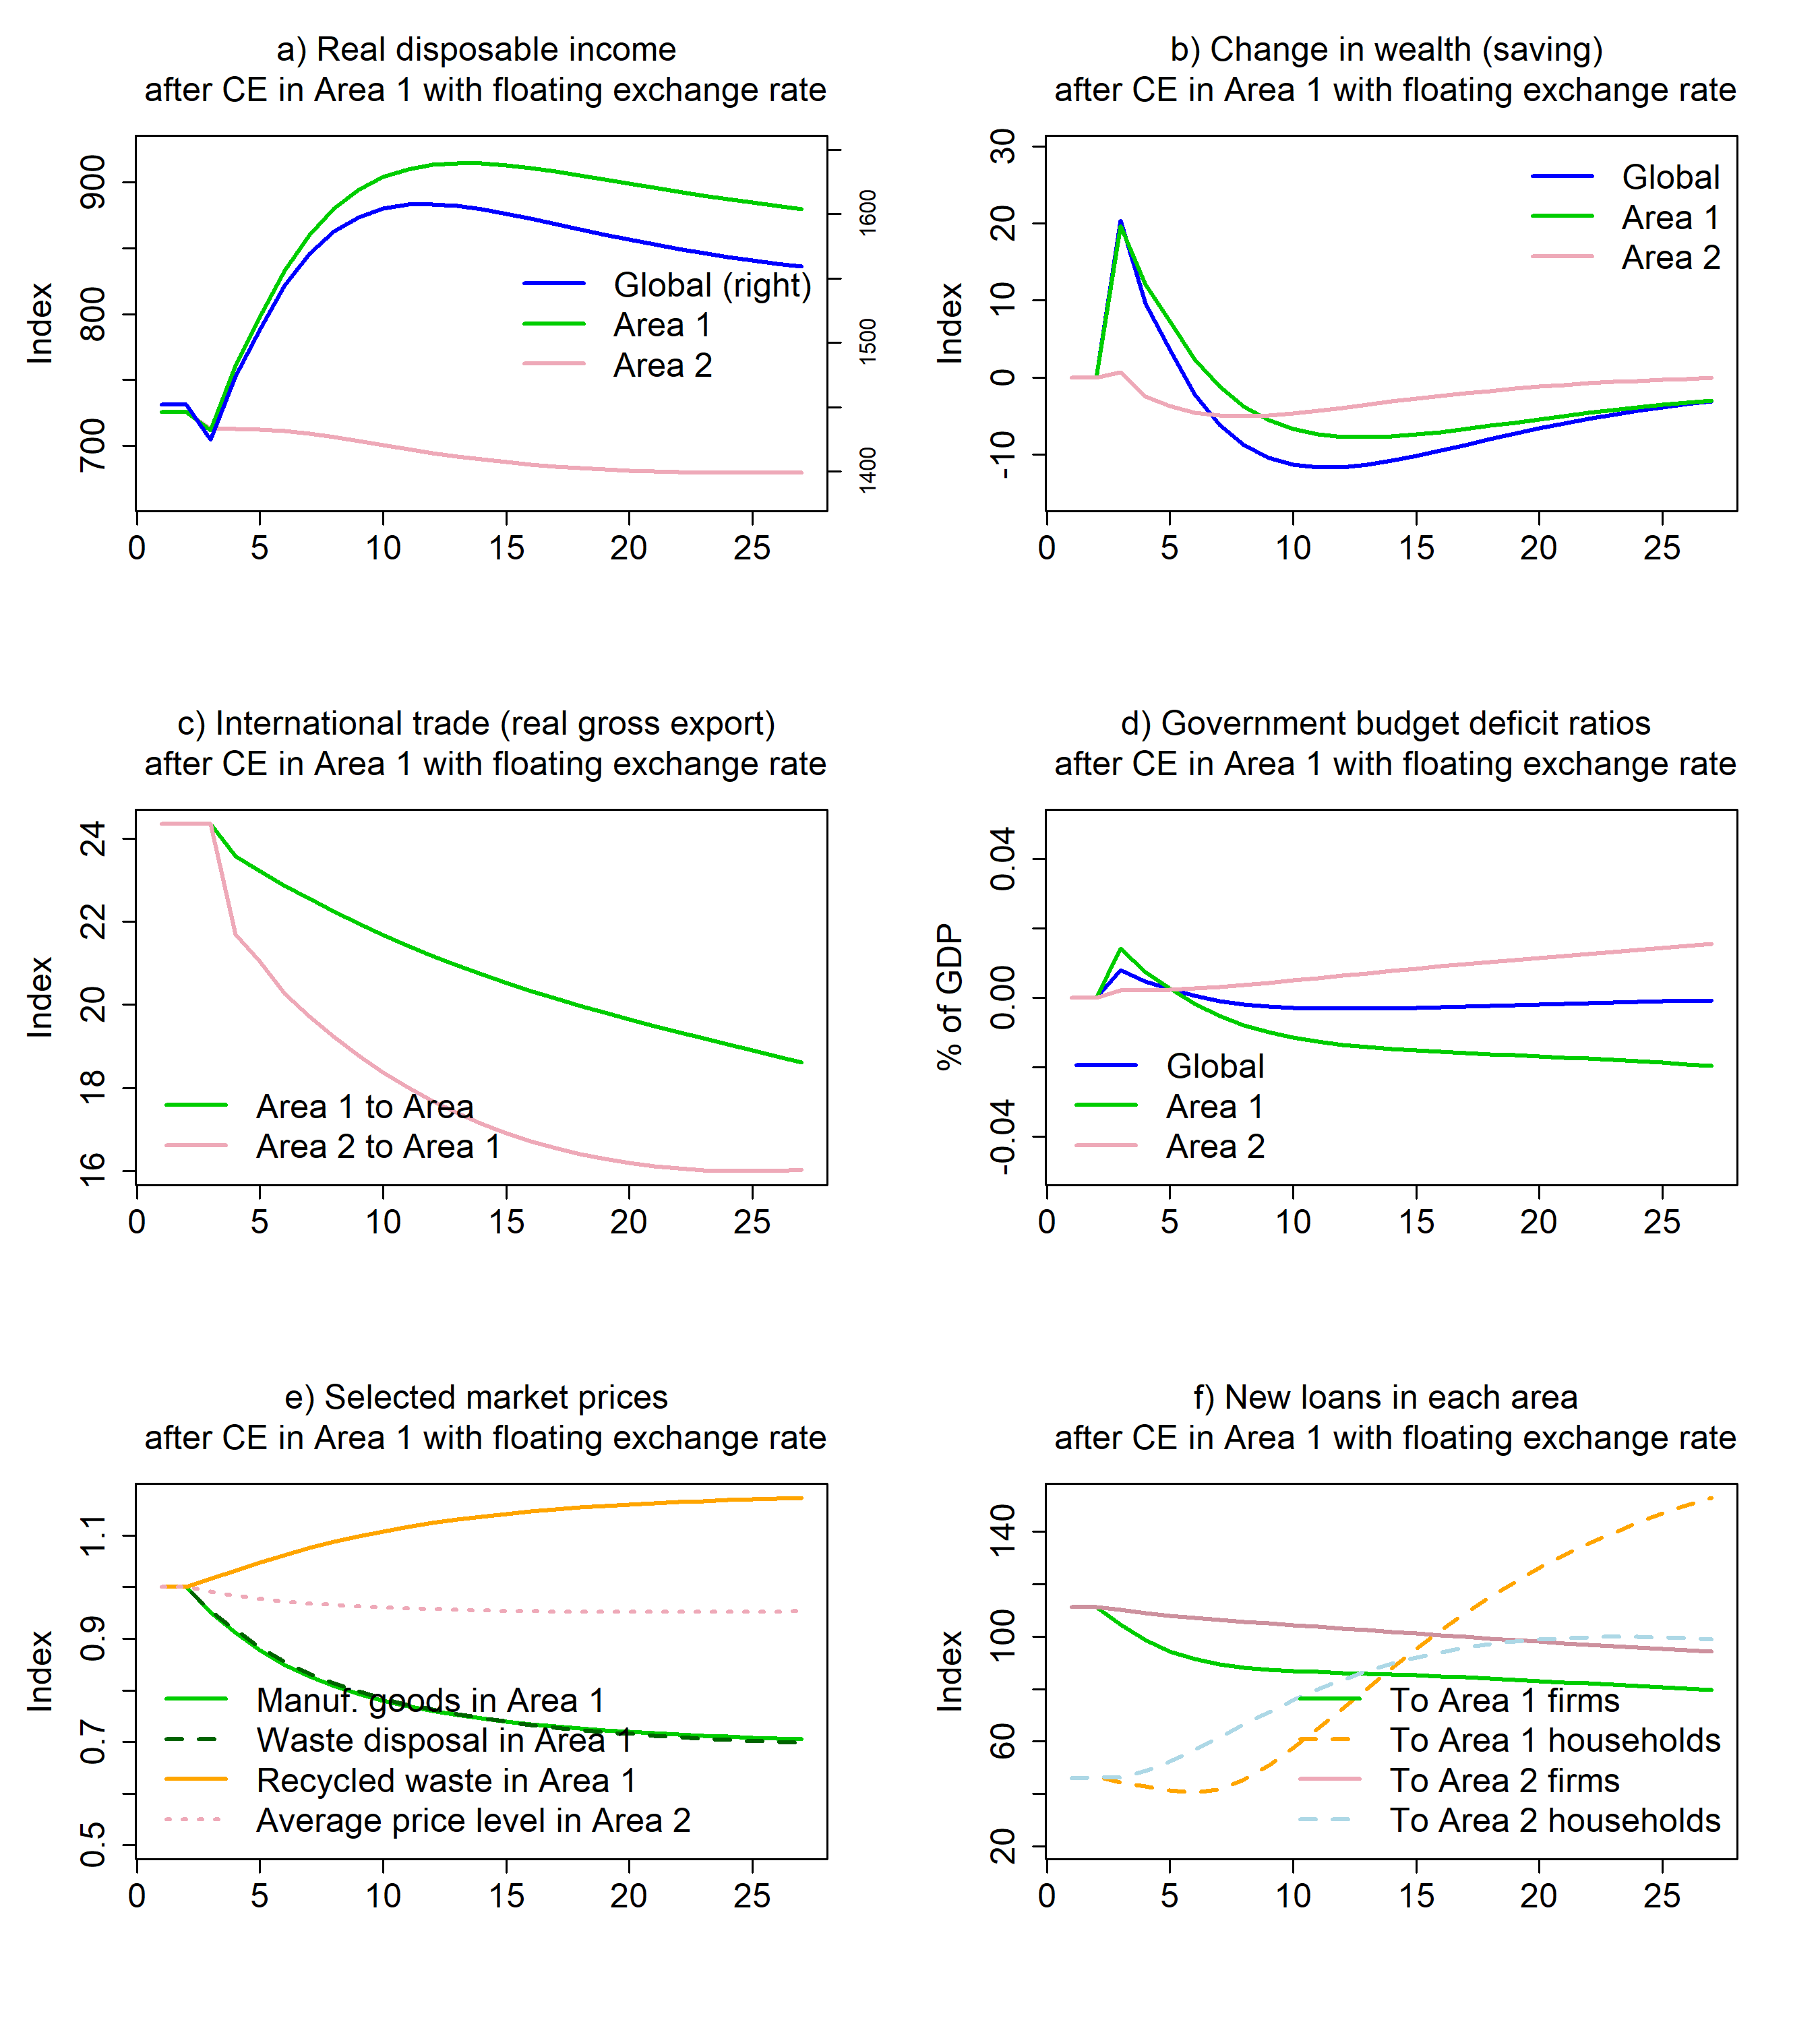 a) Real disposable income
after CE in Area 1 with floating exchange rate
Index
700
800
900
1400
1500
1600
Global (right)
Area 1
Area 2
0 5 10 15 20 25
b) Change in wealth (saving)
after CE in Area 1 with floating exchange rate
Index
-10
0
10
20
30
Global
Area 1
Area 2
0 5 10 15 20 25
c) International trade (real gross export)
after CE in Area 1 with floating exchange rate
Index
16
18
20
22
24
Area 1 to Area
Area 2 to Area 1
0 5 10 15 20 25
d) Government budget deficit ratios
after CE in Area 1 with floating exchange rate
% of GDP
-0.04
0.00
0.04
Global
Area 1
Area 2
0 5 10 15 20 25
e) Selected market prices
after CE in Area 1 with floating exchange rate
Index
0.5
0.7
0.9
1.1
Manuf. goods in Area 1
Waste disposal in Area 1
Recycled waste in Area 1
Average price level in Area 2
0 5 10 15 20 25
f) New loans in each area
after CE in Area 1 with floating exchange rate
Index
20
60
100
140
To Area 1 firms
To Area 1 households
To Area 2 firms
To Area 2 households
0 5 10 15 20 25